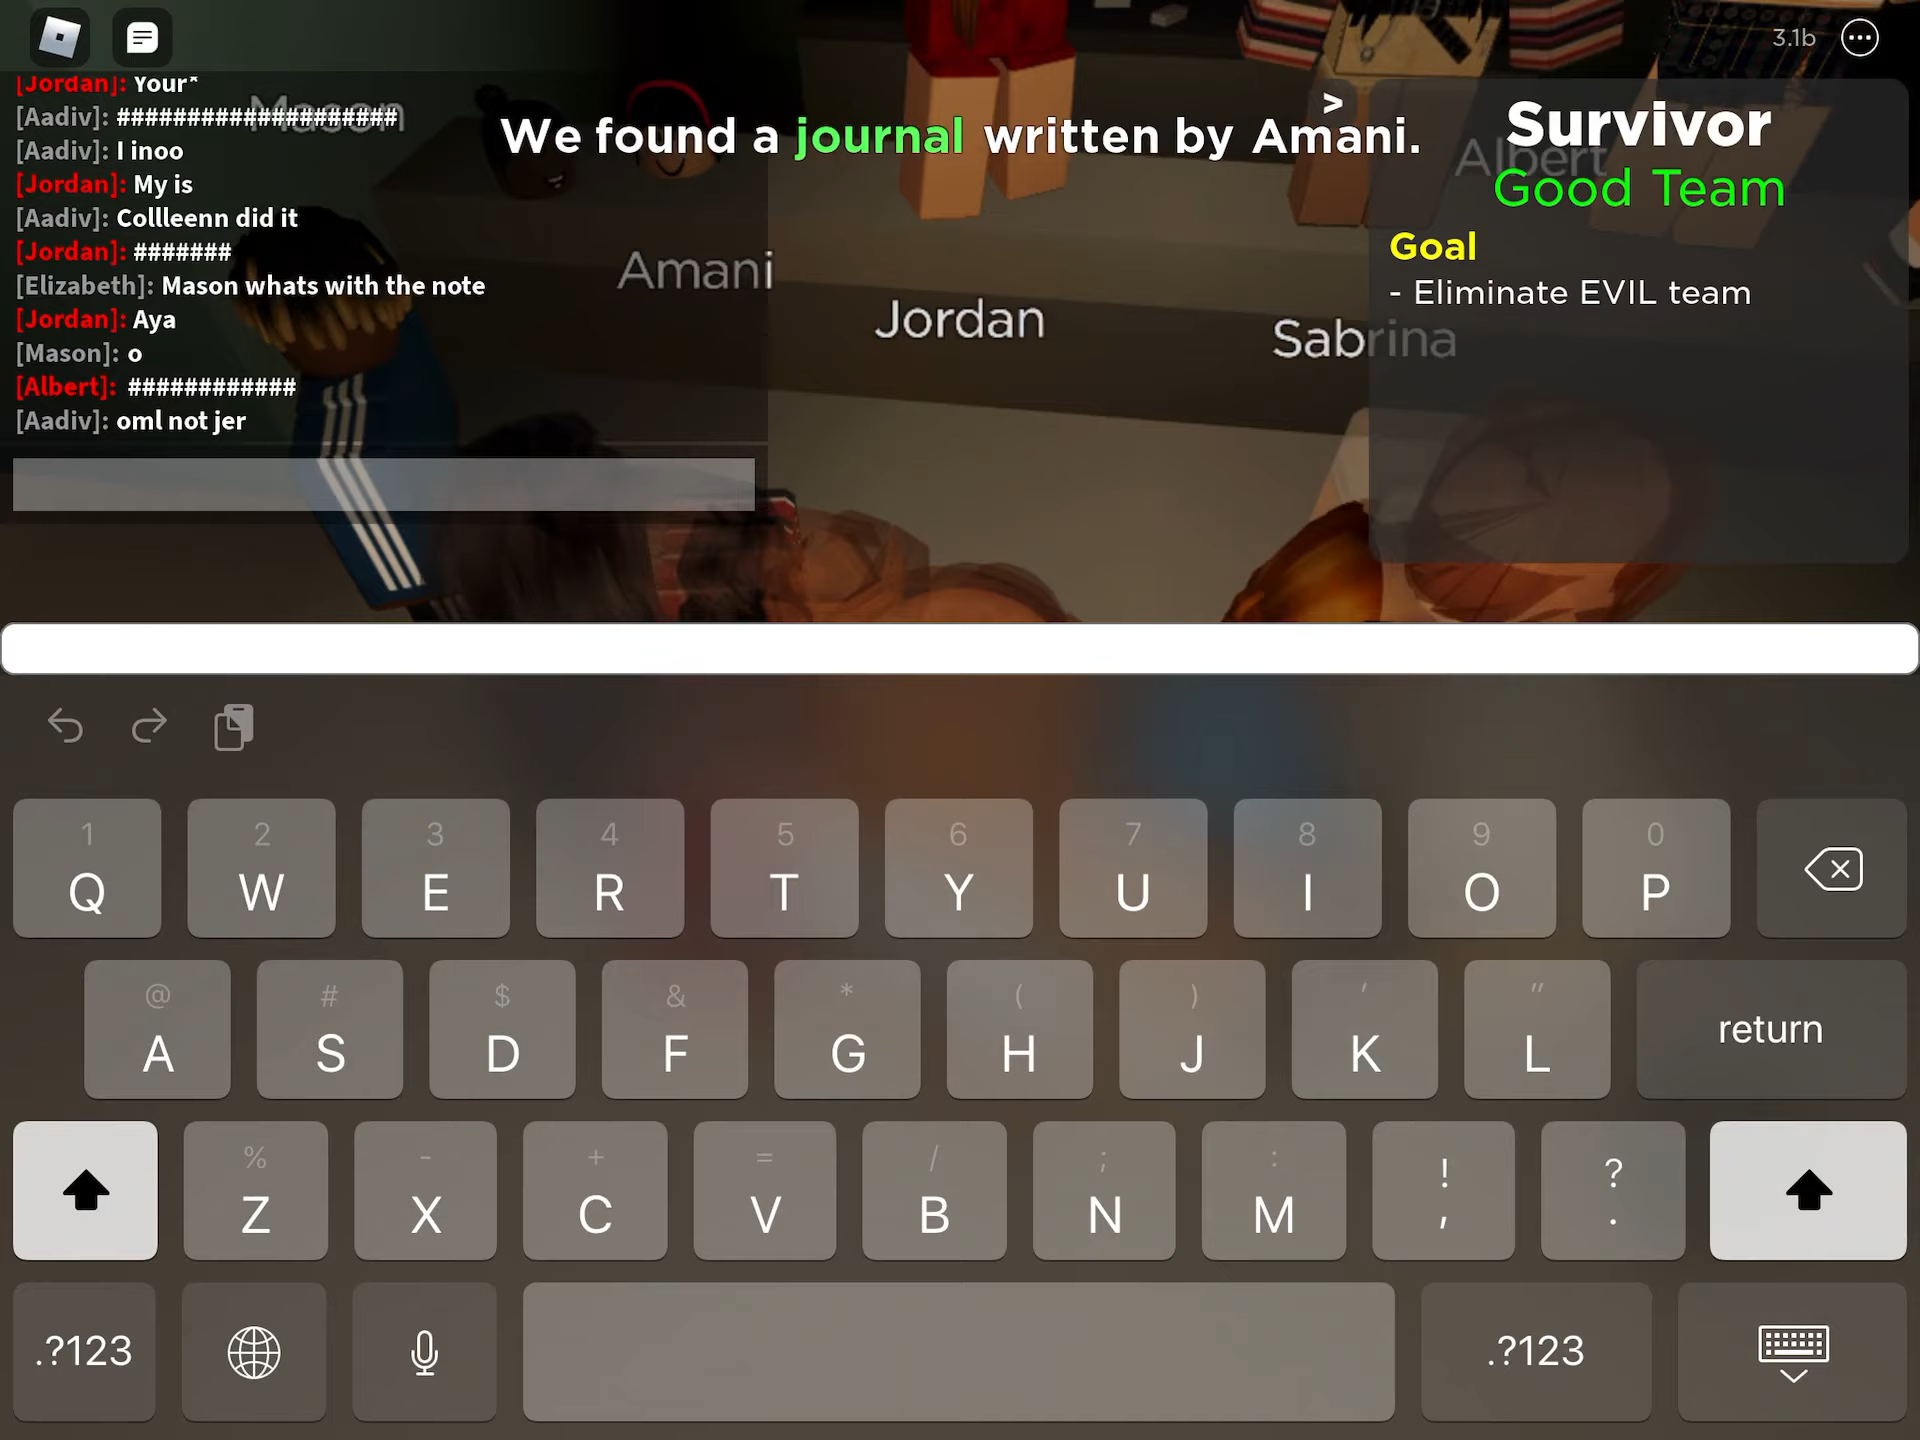 3.1b
[Jordan]: Your*
[Aadiv]: ####################
[Aadiv]: I inoo
[Jordan]: My is
[Aadiv]: Collleenn did it
[Jordan]: #######
[Elizabeth]: Mason whats with the note
[Jordan]: Aya
[Mason]: o
[Albert]: ############
[Aadiv]: oml not jer
Mason
>
We found a journal written by Amani.
Amani
Jordan
Sabrina
Albert
Survivor
Good Team
Goal
- Eliminate EVIL team
1 2 3 4 5 6 7 8 9 0
Q W E R T Y U I O P
@ # $ & * ( ) ' "
A S D F G H J K L return
% - + = / ; : ! ?
Z X C V B N M , .
.?123 .?123